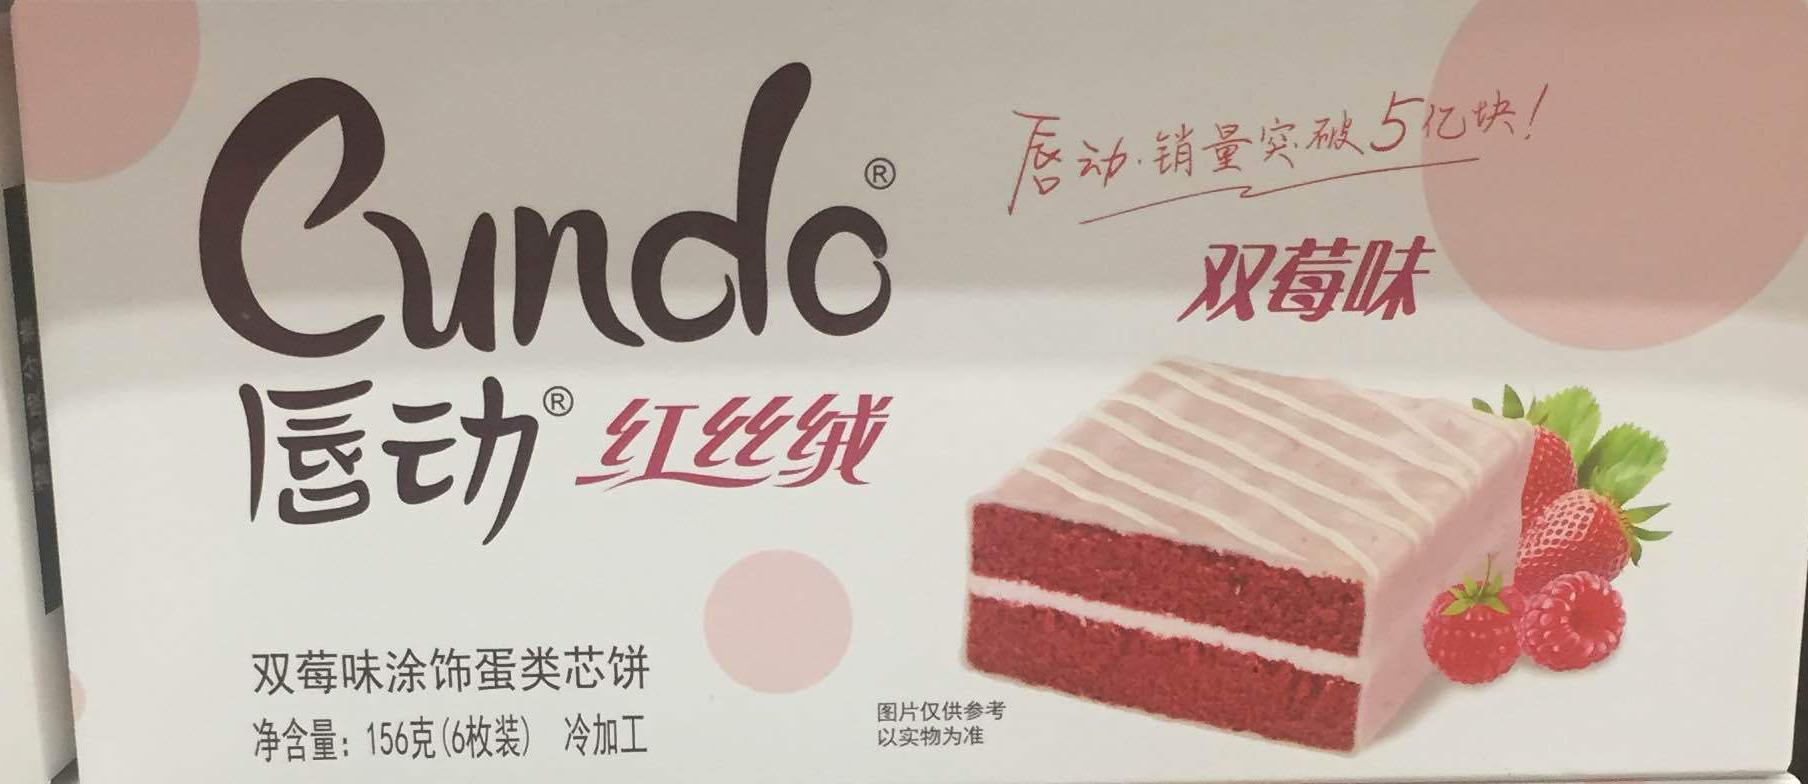 Cundo®
唇动·销量突破5亿块!
双莓味
唇动® 红丝绒
双莓味涂饰蛋类芯饼
净含量：156克(6枚装) 冷加工
图片仅供参考
以实物为准